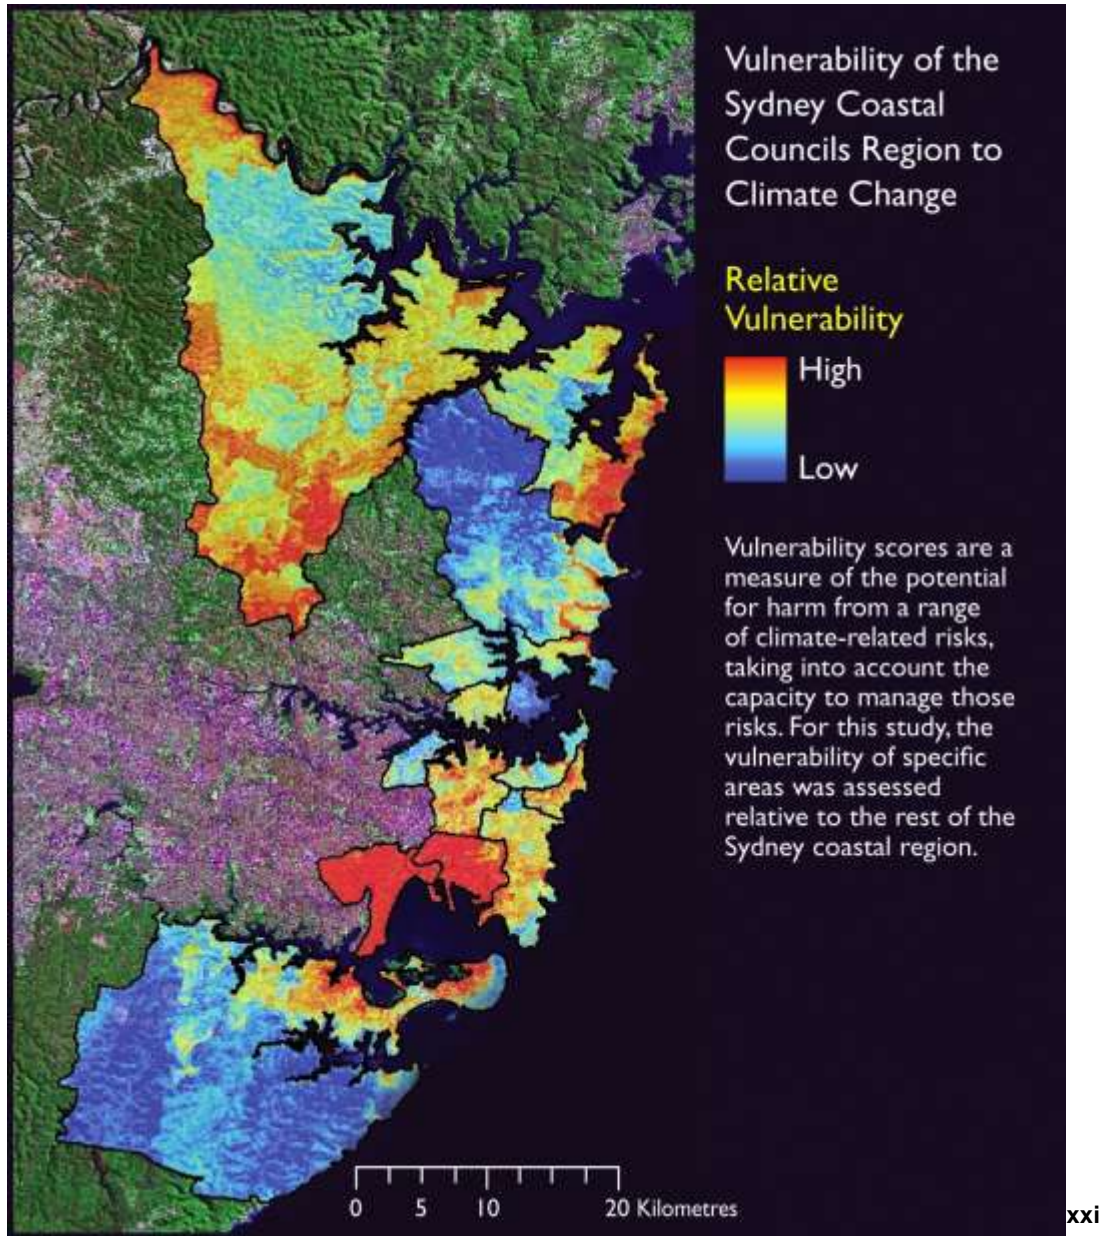 Vulnerability of the
Sydney Coastal
Councils Region to
Climate Change
Relative
Vulnerability
High
Low
Vulnerability scores are a
measure of the potential
for harm from a range
of climate-related risks,
taking into account the
capacity to manage those
risks. For this study, the
vulnerability of specific
areas was assessed
relative to the rest of the
Sydney coastal region.
0 5 10 20 Kilometres
xxi